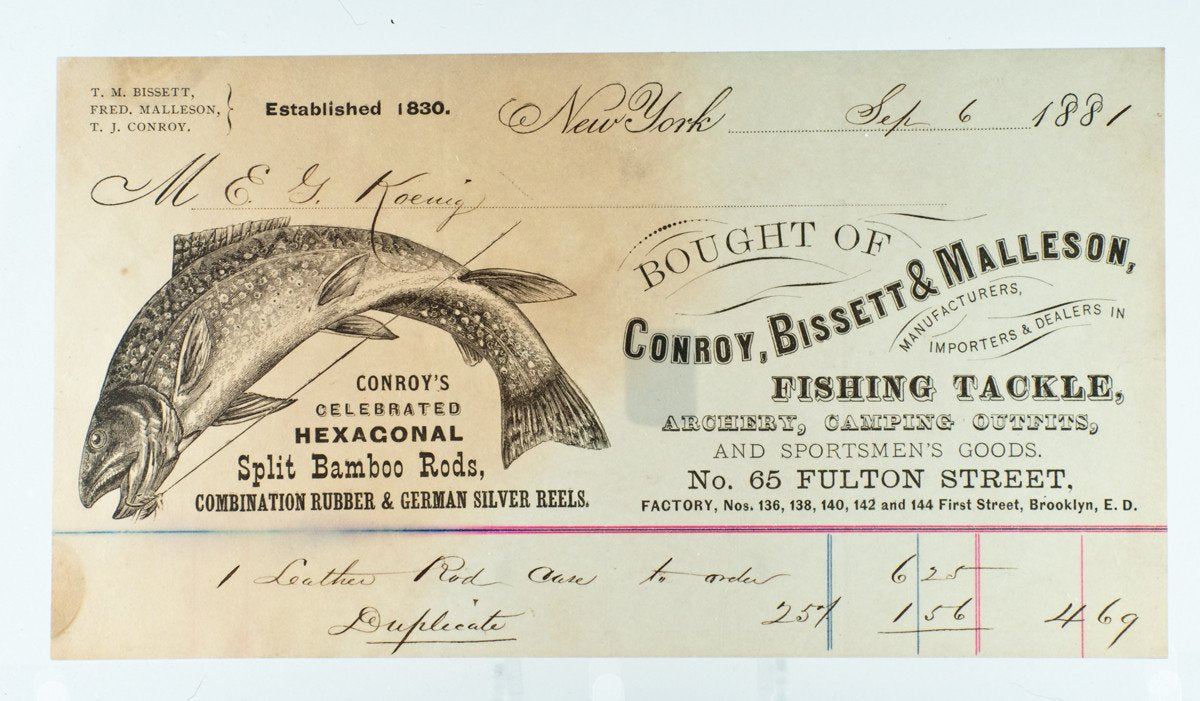 T. M. BISSETT,
FRED. MALLESON,
T. J. CONROY.
Established 1830.
New York Sep 6 1881
M E. G. Koenig
BOUGHT OF
CONROY, BISSETT & MALLESON,
MANUFACTURERS,
IMPORTERS & DEALERS IN
FISHING TACKLE,
ARCHERY, CAMPING OUTFITS,
AND SPORTSMEN'S GOODS.
No. 65 FULTON STREET,
FACTORY, Nos. 136, 138, 140, 142 and 144 First Street, Brooklyn, E. D.
CONROY'S
CELEBRATED
HEXAGONAL
Split Bamboo Rods,
COMBINATION RUBBER & GERMAN SILVER REELS.
1 Leather Rod Case to order 6 25
25% 1 56 4 69
Duplicate